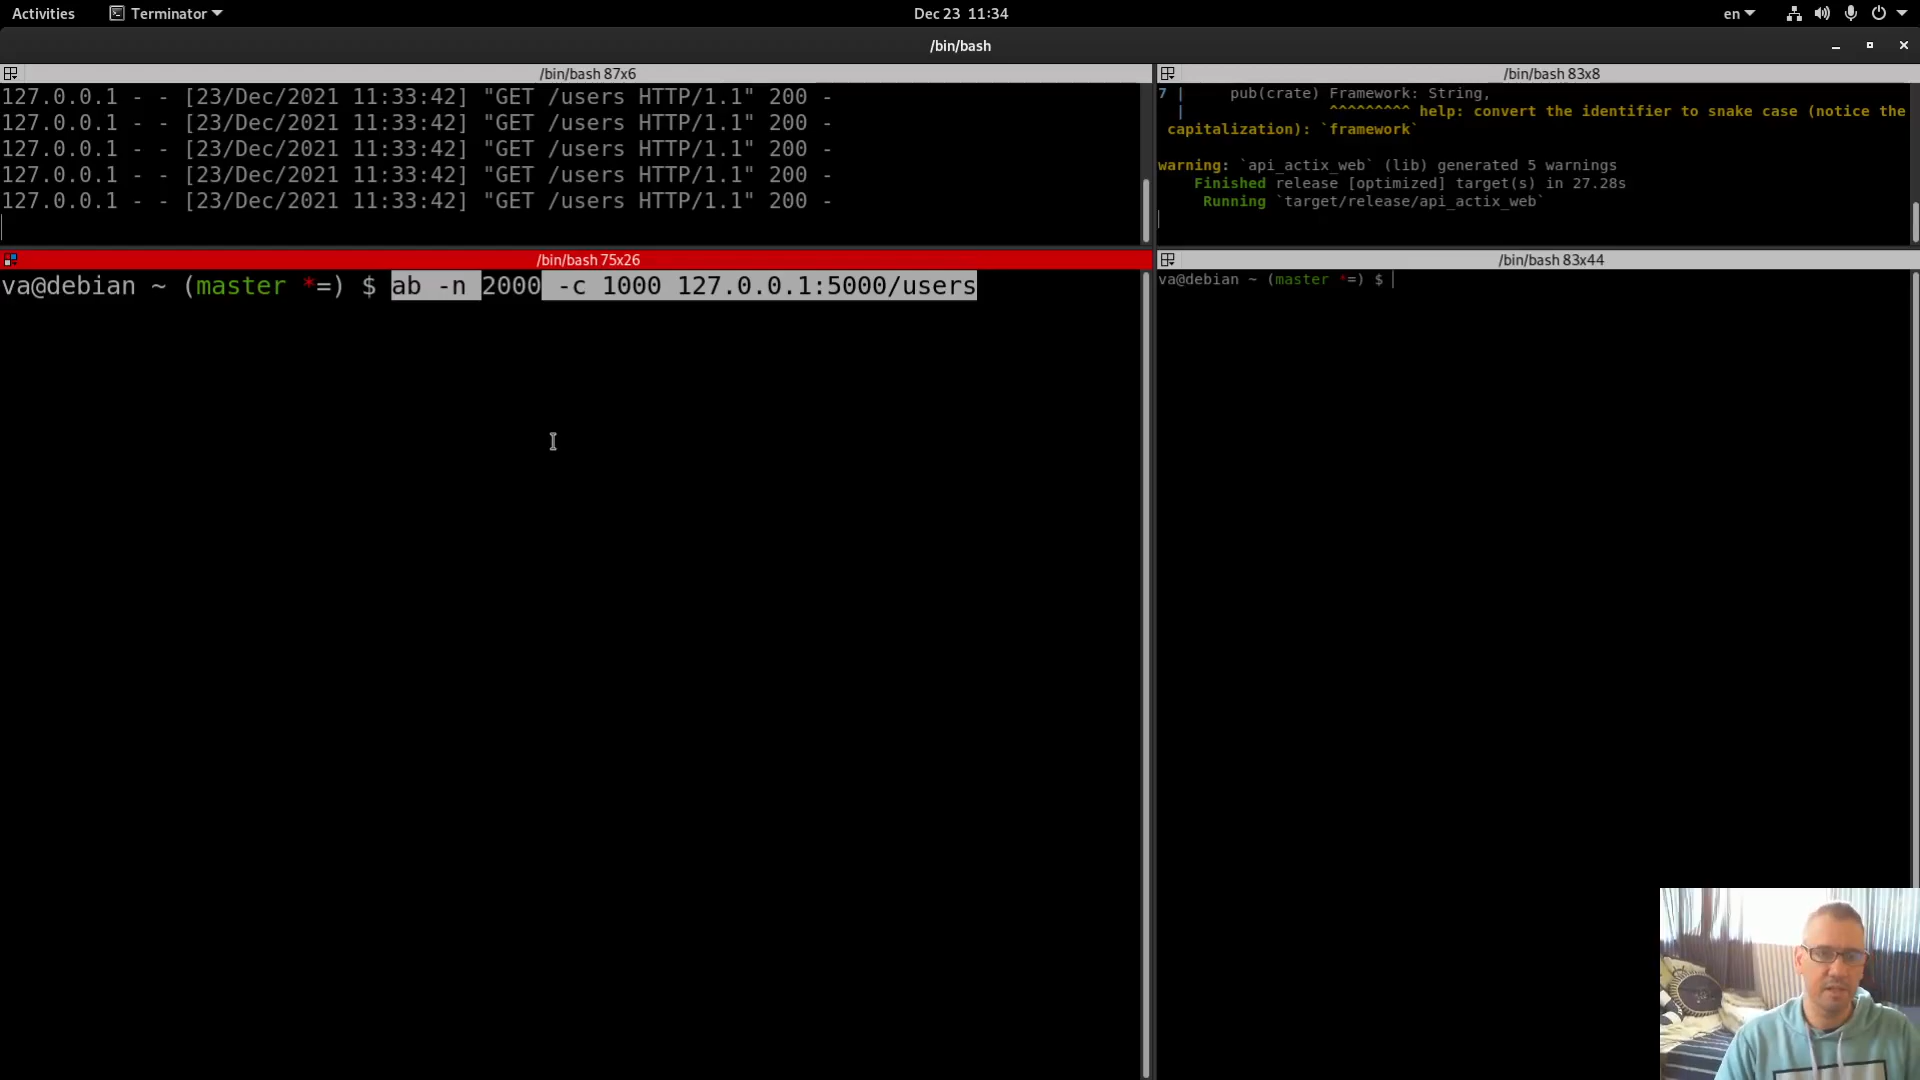 Activities Terminator Dec 23 11:34 en
/bin/bash
/bin/bash 87x6
127.0.0.1 - - [23/Dec/2021 11:33:42] "GET /users HTTP/1.1" 200 -
127.0.0.1 - - [23/Dec/2021 11:33:42] "GET /users HTTP/1.1" 200 -
127.0.0.1 - - [23/Dec/2021 11:33:42] "GET /users HTTP/1.1" 200 -
127.0.0.1 - - [23/Dec/2021 11:33:42] "GET /users HTTP/1.1" 200 -
127.0.0.1 - - [23/Dec/2021 11:33:42] "GET /users HTTP/1.1" 200 -
/bin/bash 83x8
7 | pub(crate) Framework: String,
| ^^^^^^^^^ help: convert the identifier to snake case (notice the
capitalization): `framework`
warning: `api_actix_web` (lib) generated 5 warnings
Finished release [optimized] target(s) in 27.28s
Running `target/release/api_actix_web`
/bin/bash 75x26
va@debian ~ (master *=) $ ab -n 2000 -c 1000 127.0.0.1:5000/users
/bin/bash 83x44
va@debian ~ (master *=) $